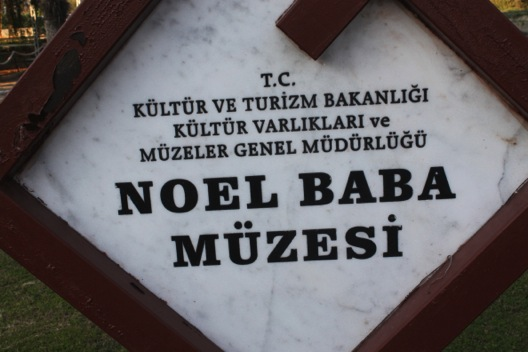 T.C.
KÜLTÜR VE TURİZM BAKANLIĞI
KÜLTÜR VARLIKLARI ve
MÜZELER GENEL MÜDÜRLÜĞÜ
NOEL BABA
MÜZESİ